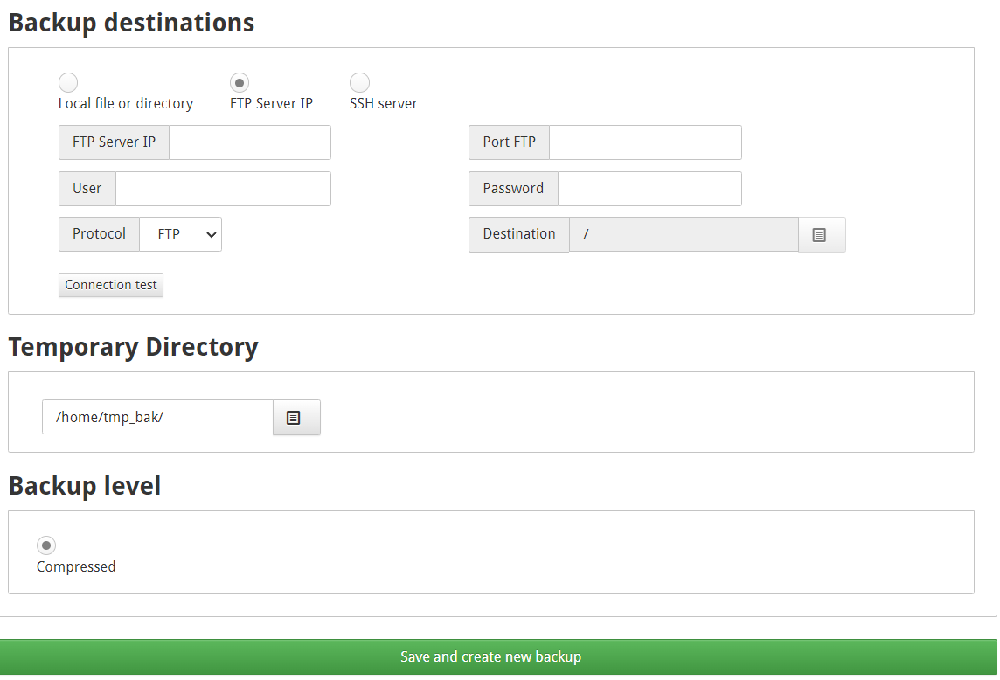 Backup destinations
Local file or directory FTP Server IP SSH server
FTP Server IP Port FTP
User Password
Protocol FTP Destination /
Connection test
Temporary Directory
/home/tmp_bak/
Backup level
Compressed
Save and create new backup